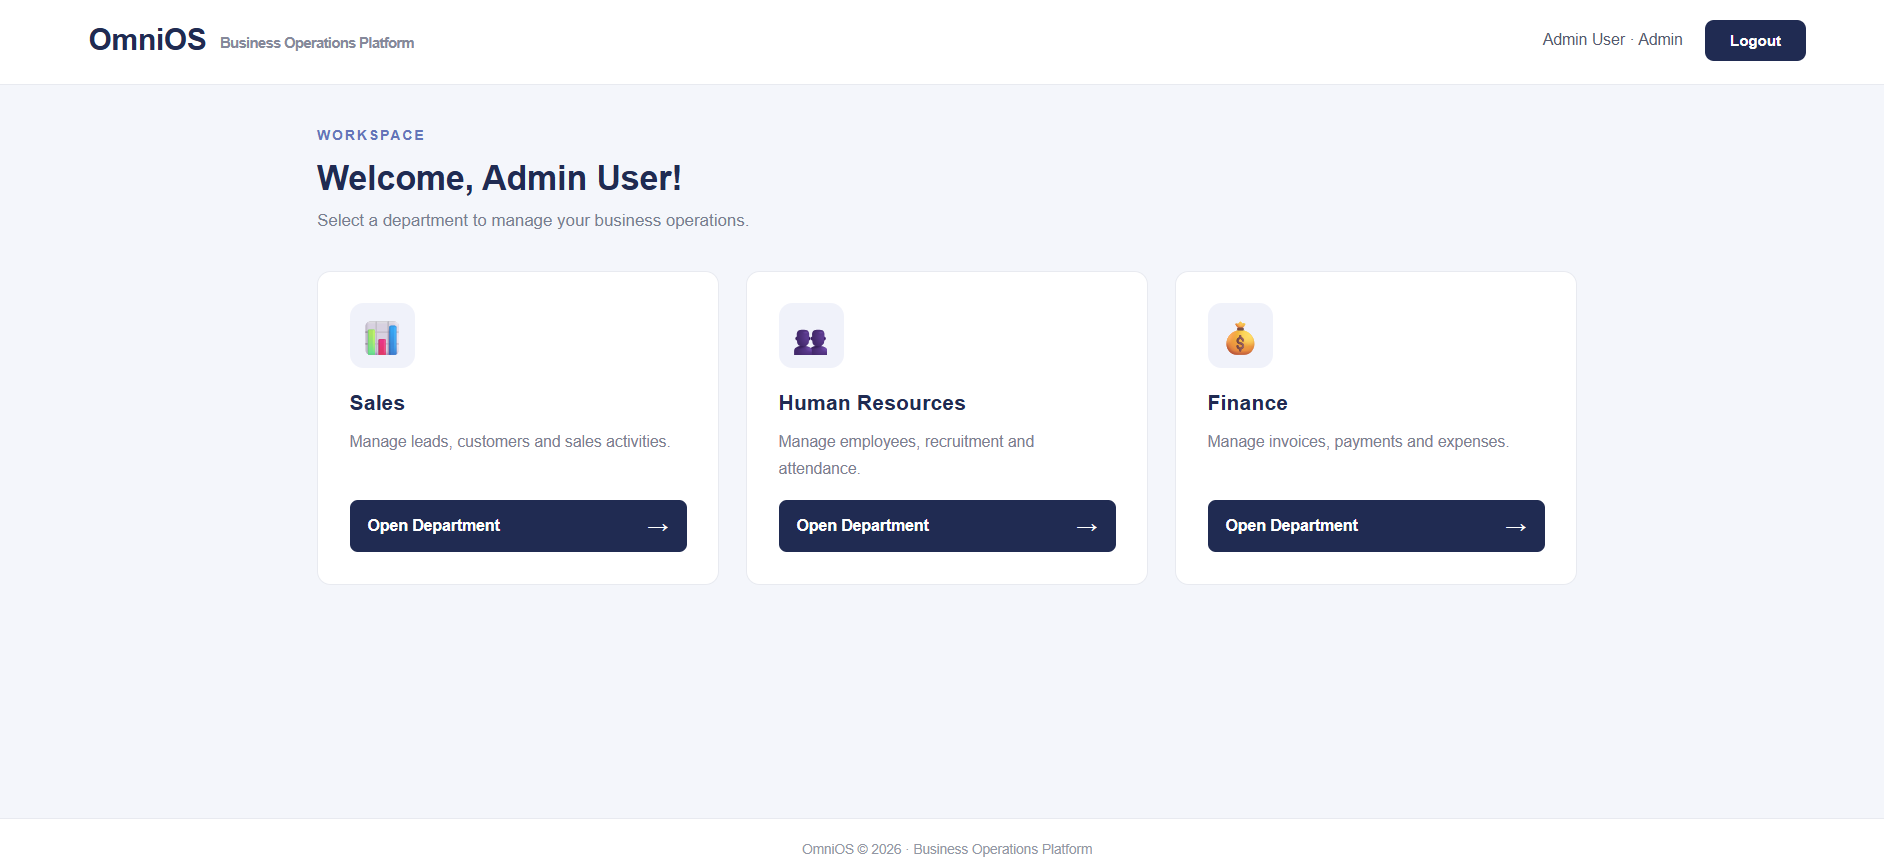 OmniOS Business Operations Platform
Admin User · Admin
Logout
WORKSPACE
Welcome, Admin User!
Select a department to manage your business operations.
Sales
Manage leads, customers and sales activities.
Open Department →
Human Resources
Manage employees, recruitment and
attendance.
Open Department →
Finance
Manage invoices, payments and expenses.
Open Department →
OmniOS © 2026 · Business Operations Platform